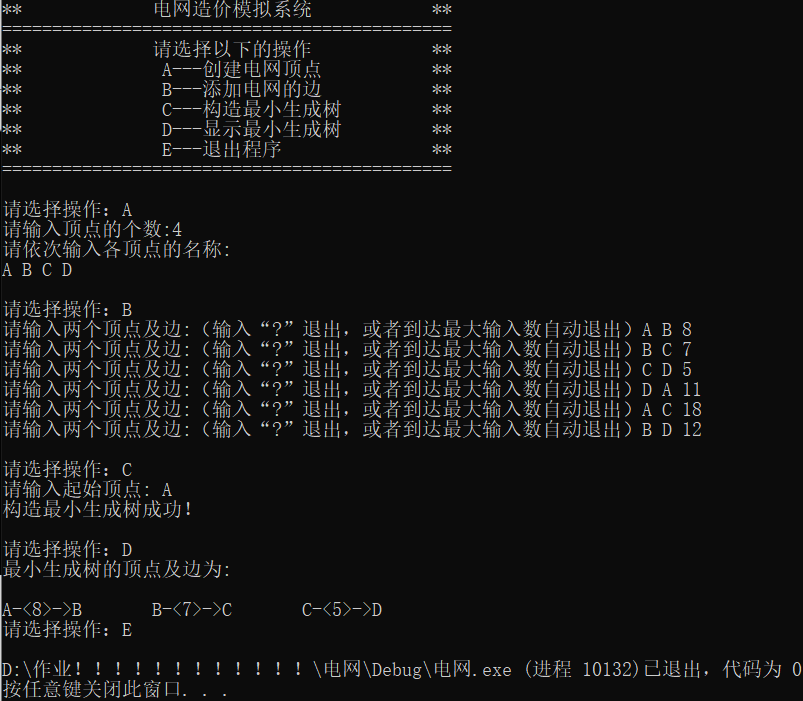 **             电网造价模拟系统            **
=============================================
**             请选择以下的操作            **
**              A---创建电网顶点           **
**              B---添加电网的边           **
**              C---构造最小生成树         **
**              D---显示最小生成树         **
**              E---退出程序               **
=============================================
请选择操作：A
请输入顶点的个数:4
请依次输入各顶点的名称:
A B C D
请选择操作：B
请输入两个顶点及边:（输入“?”退出，或者到达最大输入数自动退出）A B 8
请输入两个顶点及边:（输入“?”退出，或者到达最大输入数自动退出）B C 7
请输入两个顶点及边:（输入“?”退出，或者到达最大输入数自动退出）C D 5
请输入两个顶点及边:（输入“?”退出，或者到达最大输入数自动退出）D A 11
请输入两个顶点及边:（输入“?”退出，或者到达最大输入数自动退出）A C 18
请输入两个顶点及边:（输入“?”退出，或者到达最大输入数自动退出）B D 12
请选择操作：C
请输入起始顶点: A
构造最小生成树成功！
请选择操作：D
最小生成树的顶点及边为:
A-<8>->B       B-<7>->C       C-<5>->D
请选择操作：E
D:\作业！！！！！！！！！！！！\电网\Debug\电网.exe (进程 10132)已退出，代码为 0
按任意键关闭此窗口. . .